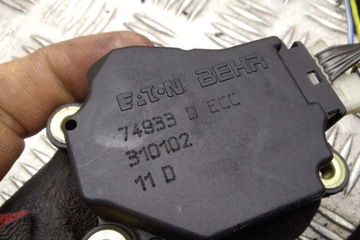 EATON BEHR
74933 D ECC
310102
11 D